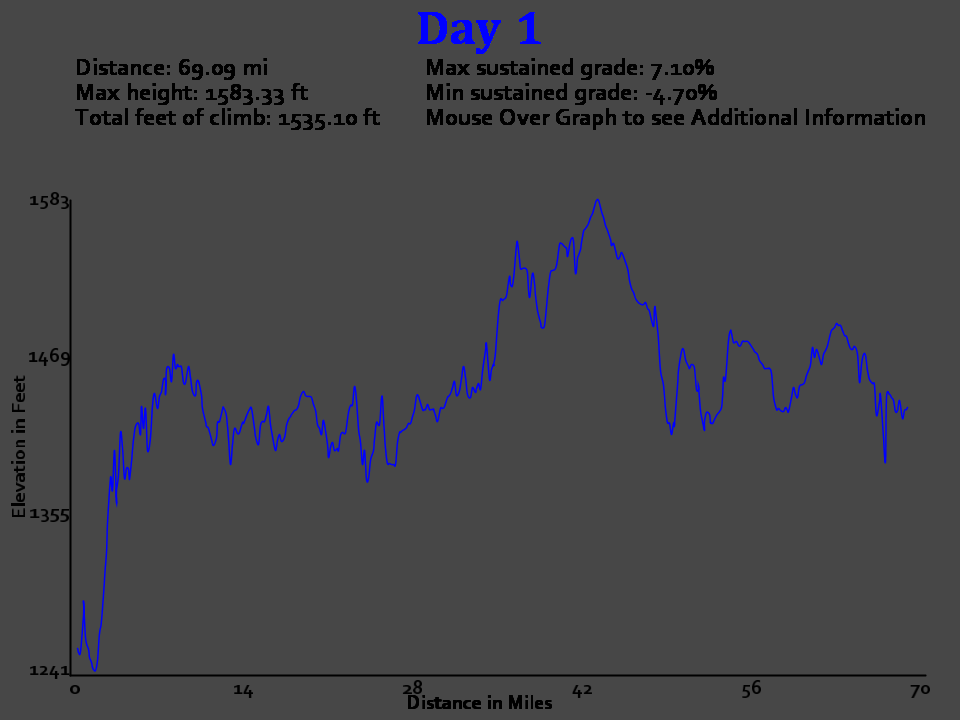 Day 1
Distance: 69.09 mi
Max sustained grade: 7.10%
Max height: 1583.33 ft
Min sustained grade: -4.70%
Total feet of climb: 1535.10 ft
Mouse Over Graph to see Additional Information
1583
1469
1355
1241
Elevation in Feet
0 14 28 42 56 70
Distance in Miles